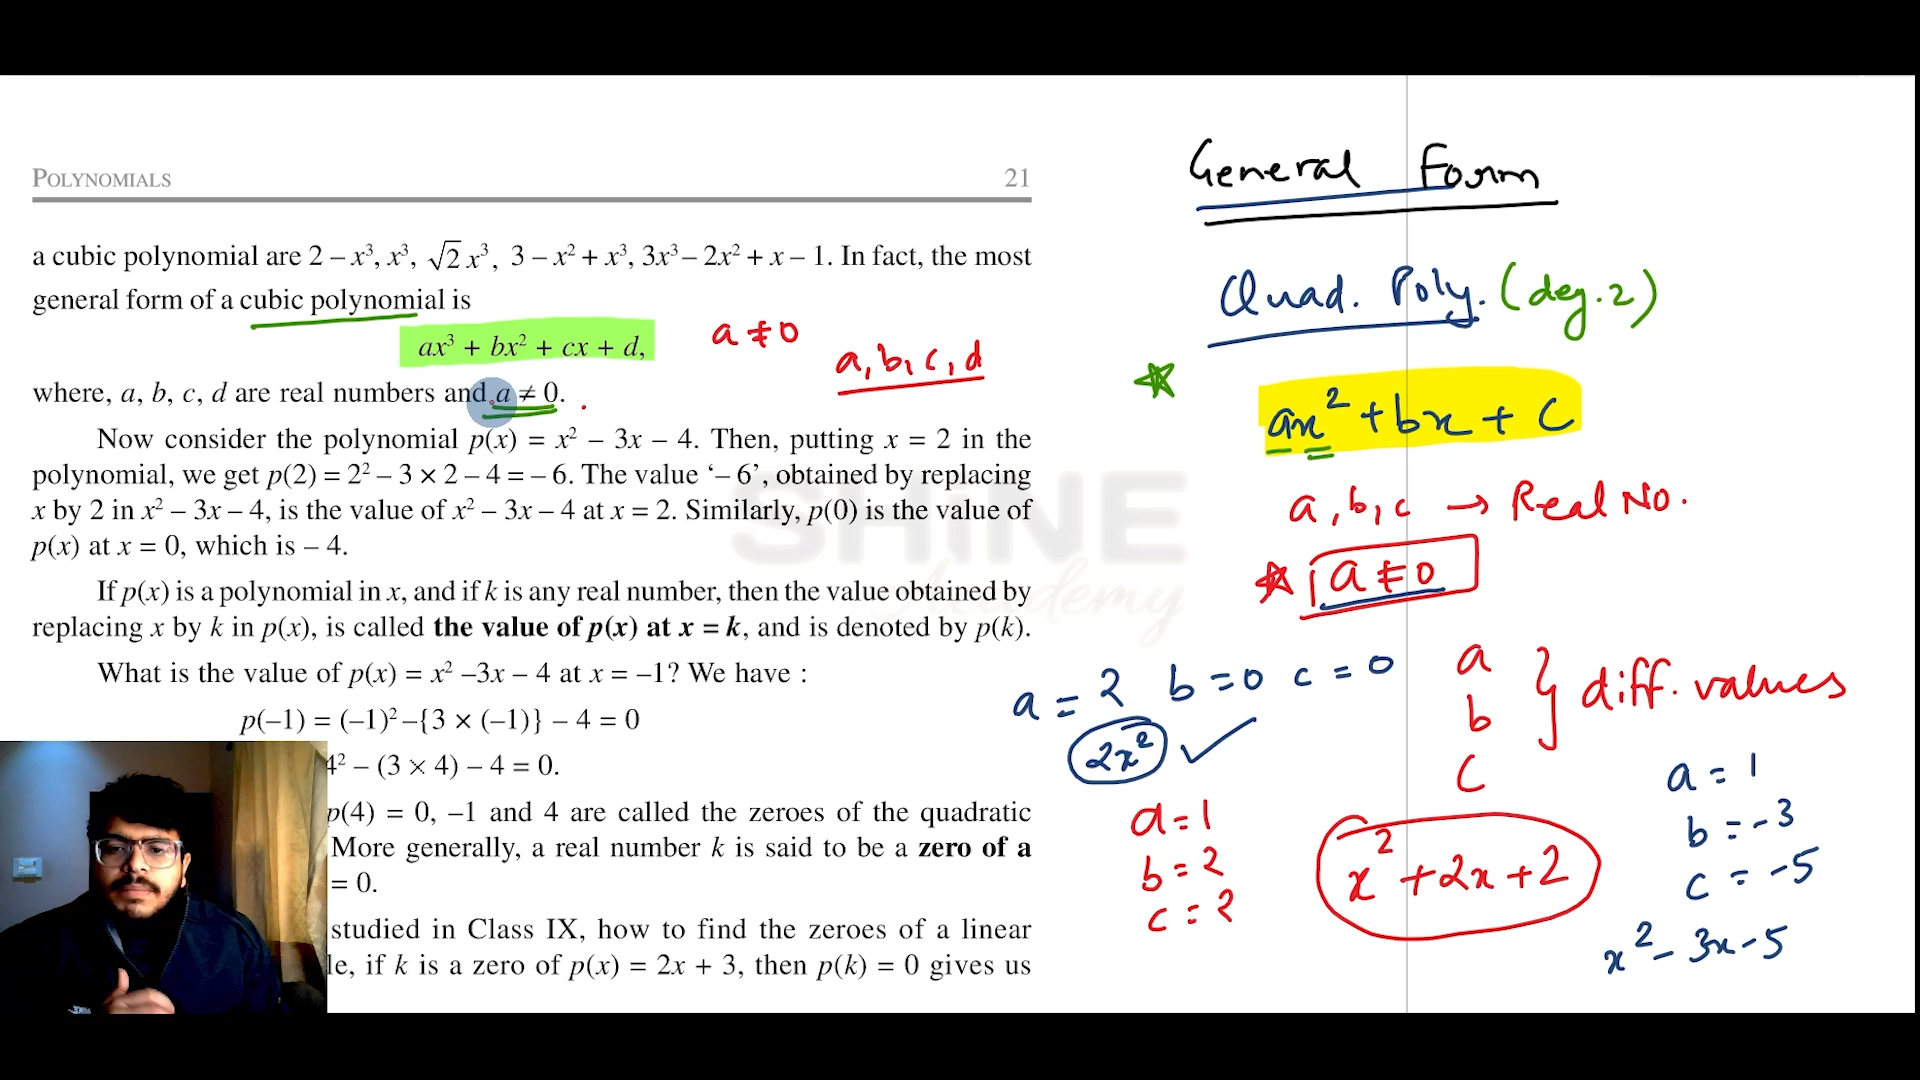 POLYNOMIALS 21
a cubic polynomial are 2 – x³, x³, √2 x³, 3 – x² + x³, 3x³ – 2x² + x – 1. In fact, the most
general form of a cubic polynomial is
ax³ + bx² + cx + d,
a ≠ 0
a, b, c, d
where, a, b, c, d are real numbers and a ≠ 0.
Now consider the polynomial p(x) = x² – 3x – 4. Then, putting x = 2 in the
polynomial, we get p(2) = 2² – 3 × 2 – 4 = – 6. The value ‘– 6’, obtained by replacing
x by 2 in x² – 3x – 4, is the value of x² – 3x – 4 at x = 2. Similarly, p(0) is the value of
p(x) at x = 0, which is – 4.
If p(x) is a polynomial in x, and if k is any real number, then the value obtained by
replacing x by k in p(x), is called the value of p(x) at x = k, and is denoted by p(k).
What is the value of p(x) = x² –3x – 4 at x = –1? We have :
p(–1) = (–1)² –{3 × (–1)} – 4 = 0
4² – (3 × 4) – 4 = 0.
p(4) = 0, –1 and 4 are called the zeroes of the quadratic
More generally, a real number k is said to be a zero of a
= 0.
studied in Class IX, how to find the zeroes of a linear
le, if k is a zero of p(x) = 2x + 3, then p(k) = 0 gives us
SHiNE
Academy
General Form
Quad. Poly. (deg. 2)
ax² + bx + c
a, b, c → Real No.
a ≠ 0
a = 2 b = 0 c = 0
2x²
a
b
c
} diff. values
a = 1
b = 2
c = 2
x² + 2x + 2
a = 1
b = -3
c = -5
x² - 3x - 5